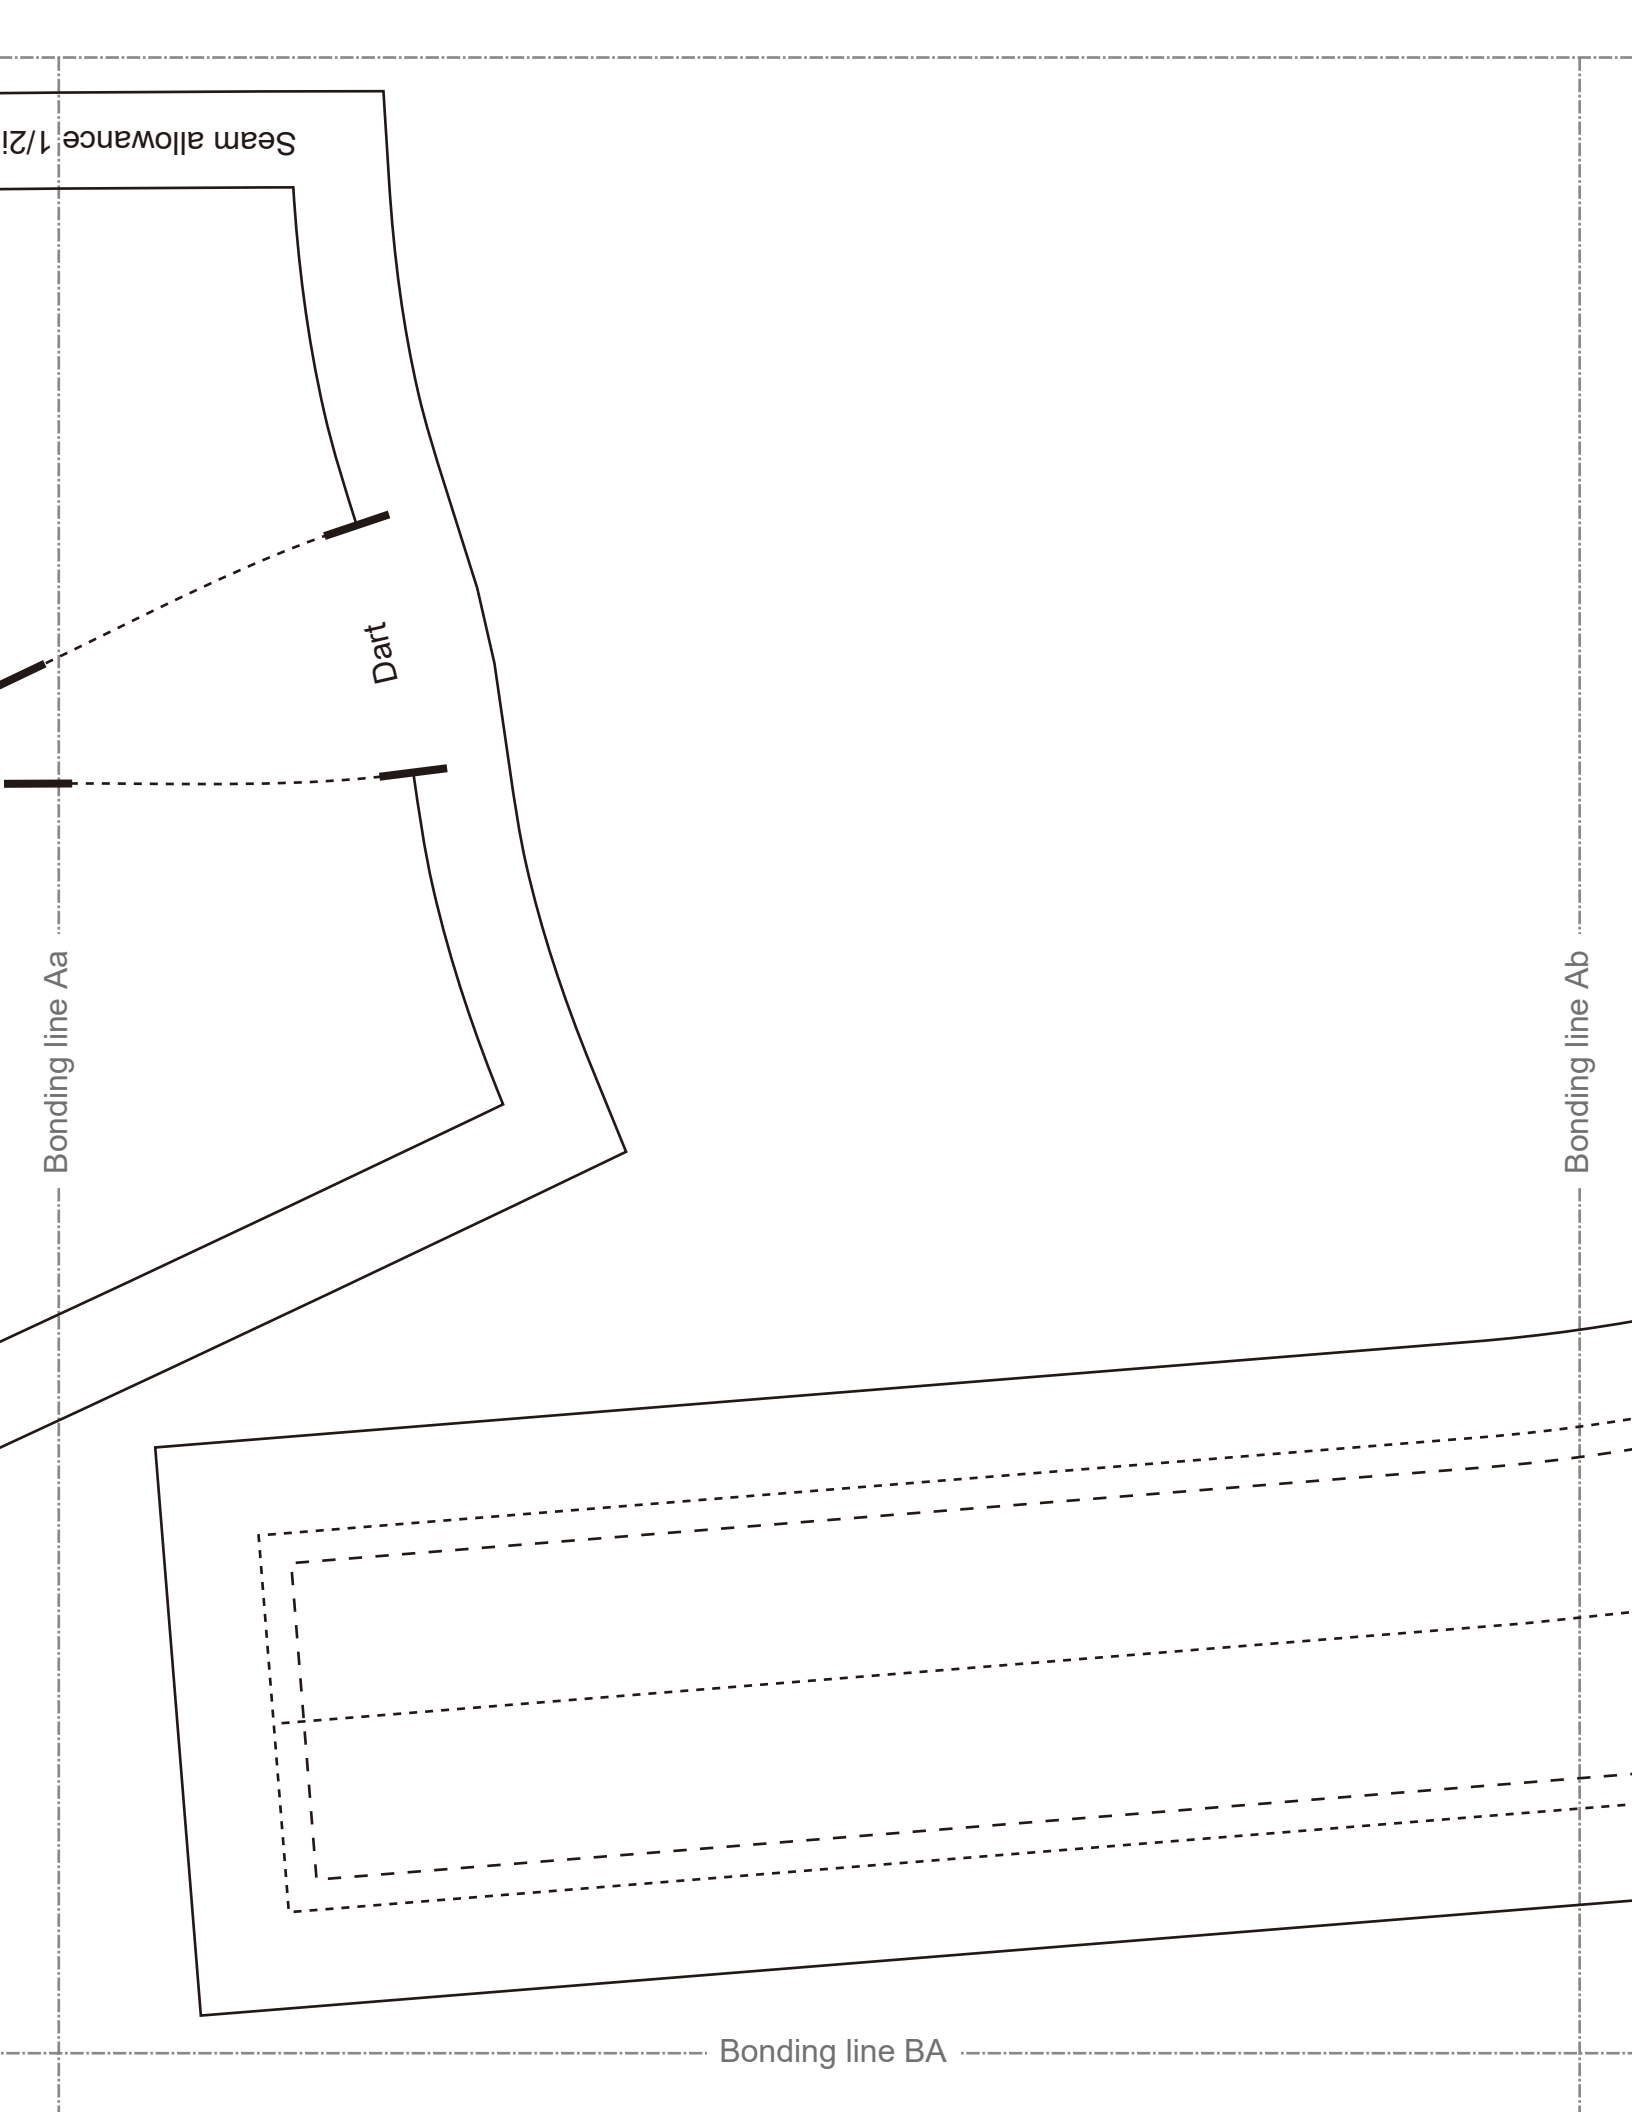 Seam allowance 1/2i
Dart
Bonding line Aa
Bonding line Ab
Bonding line BA